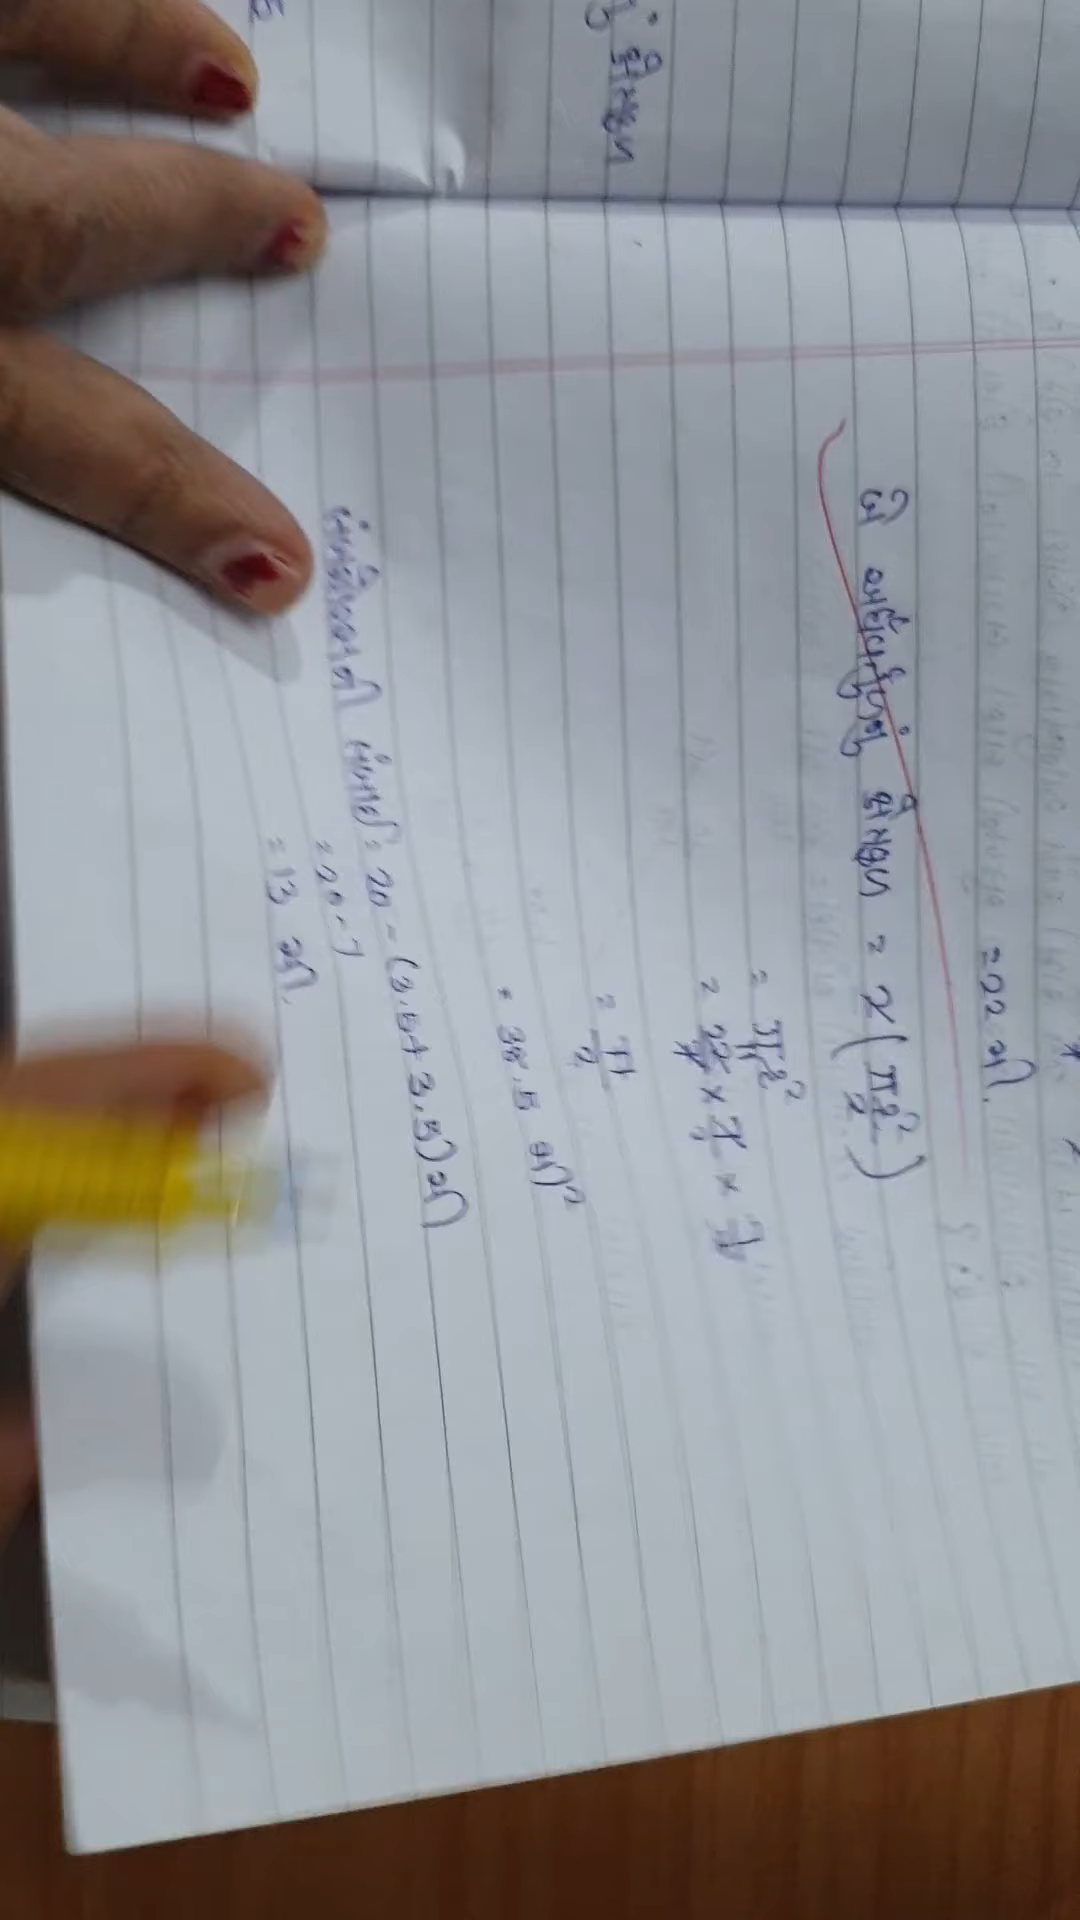 ક્ષેત્રફળ
= 22 મી.
બે અર્ધવર્તુળનું ક્ષેત્રફળ = 2(πr²/2)
= πr²
= 22/7 × 7/2 × 7/2
= 77/2
= 38.5 મી²
લંબચોરસની લંબાઈ = 20 - (3.5 + 3.5) મી
= 20 - 7
= 13 મી.